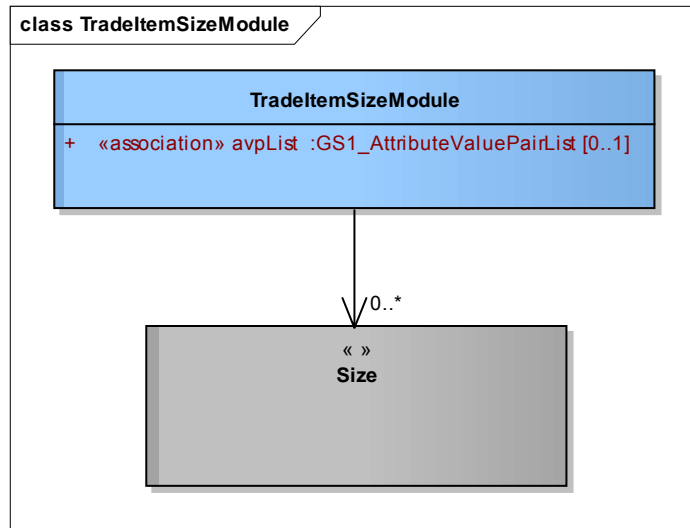 class TradeItemSizeModule
TradeItemSizeModule
+ «association» avpList :GS1_AttributeValuePairList [0..1]
0..*
« »
Size